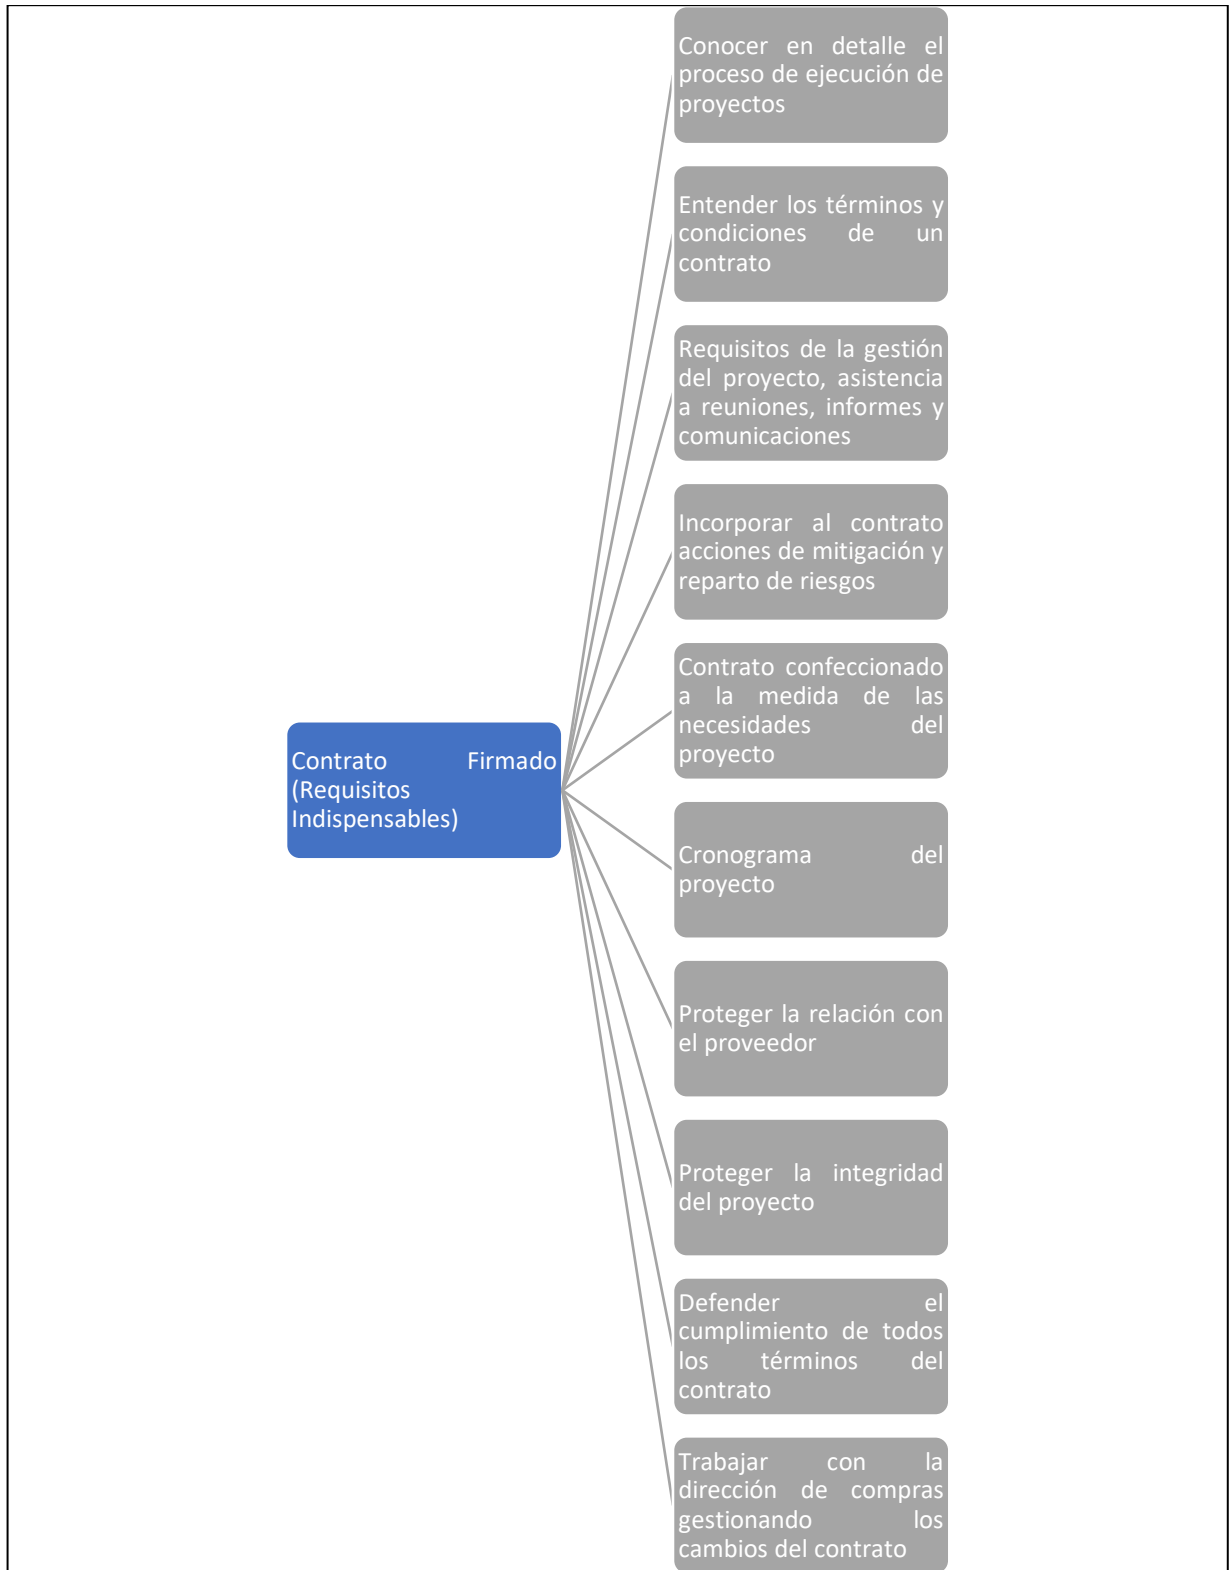 Conocer en detalle el
proceso de ejecución de
proyectos
Entender los términos y
condiciones de un
contrato
Requisitos de la gestión
del proyecto, asistencia
a reuniones, informes y
comunicaciones
Incorporar al contrato
acciones de mitigación y
reparto de riesgos
Contrato confeccionado
a la medida de las
necesidades del
proyecto
Contrato Firmado
(Requisitos
Indispensables)
Cronograma del
proyecto
Proteger la relación con
el proveedor
Proteger la integridad
del proyecto
Defender el
cumplimiento de todos
los términos del
contrato
Trabajar con la
dirección de compras
gestionando los
cambios del contrato